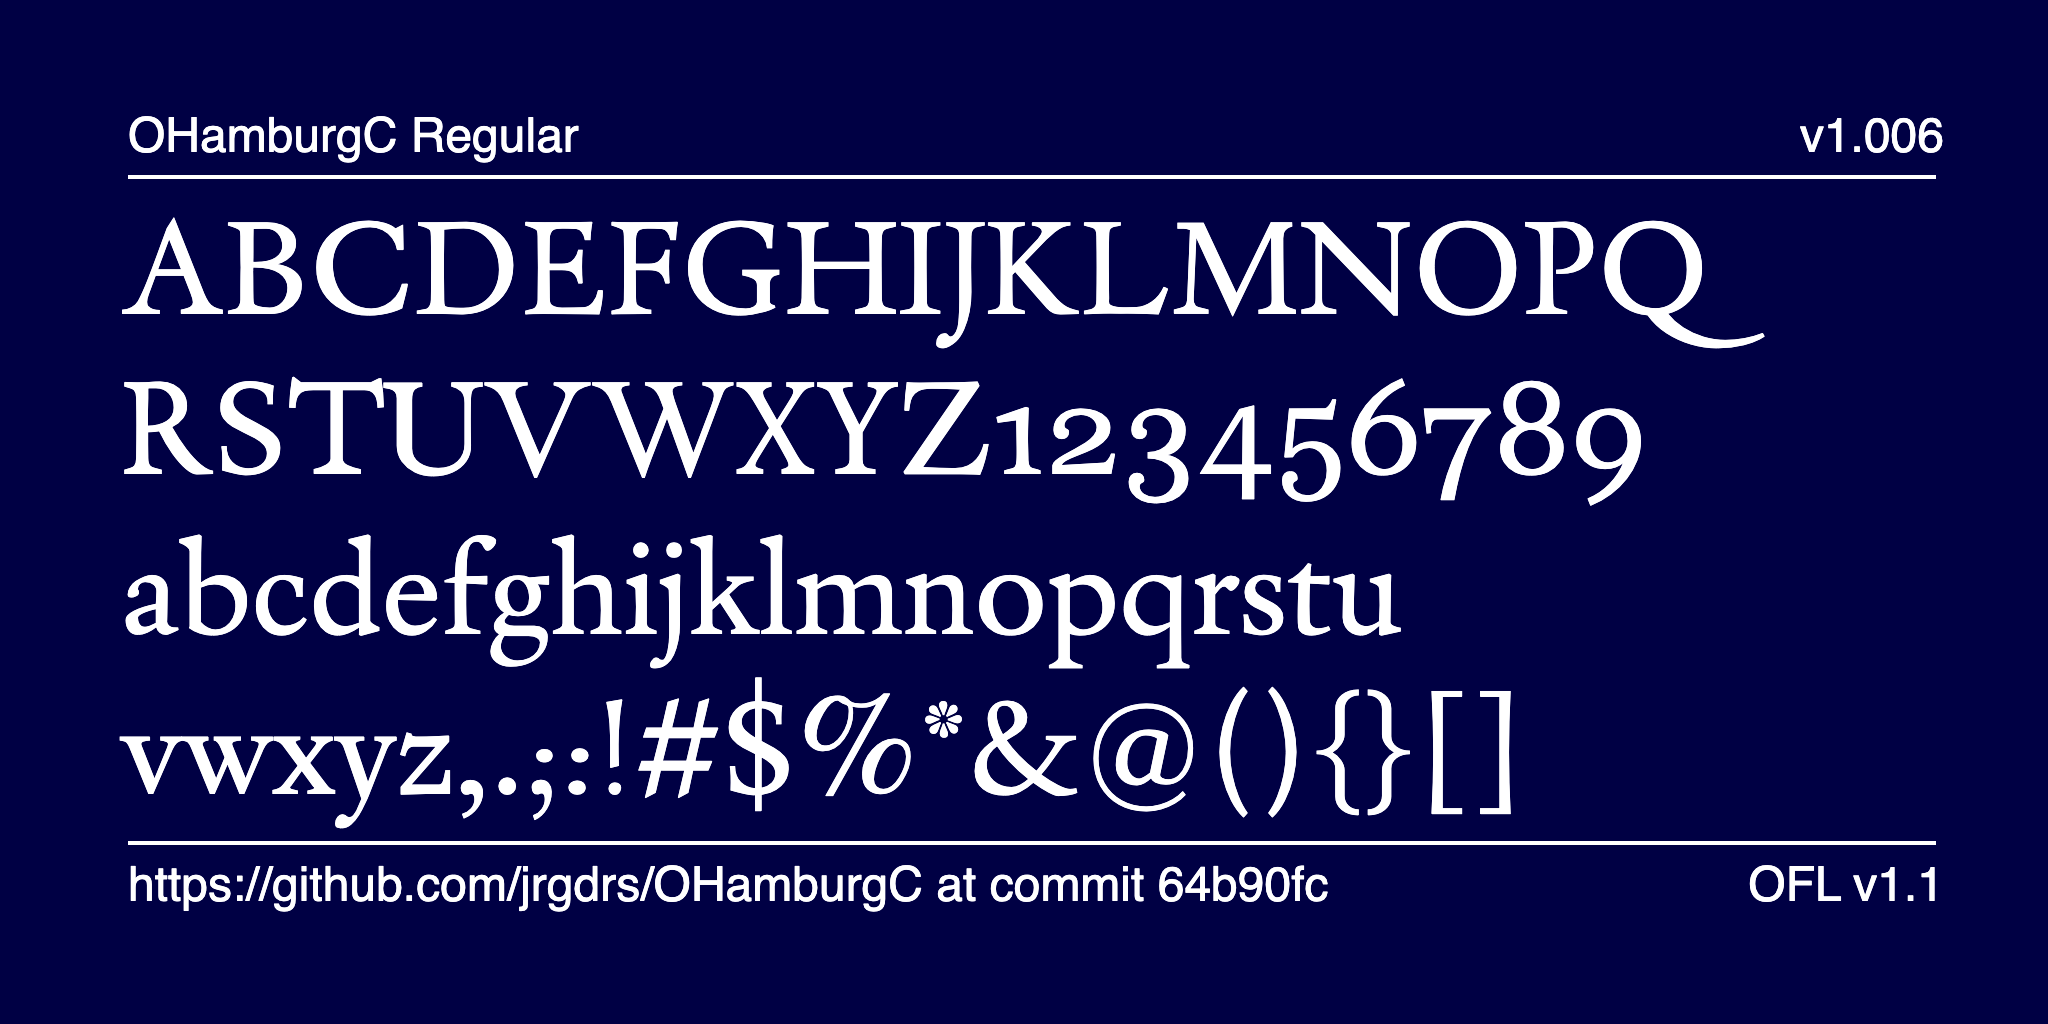 OHamburgC Regular
v1.006
ABCDEFGHIJKLMNOPQ
RSTUVWXYZ123456789
abcdefghijklmnopqrstu
vwxyz,.;:!#$%*&@(){}[]
https://github.com/jrgdrs/OHamburgC at commit 64b90fc
OFL v1.1